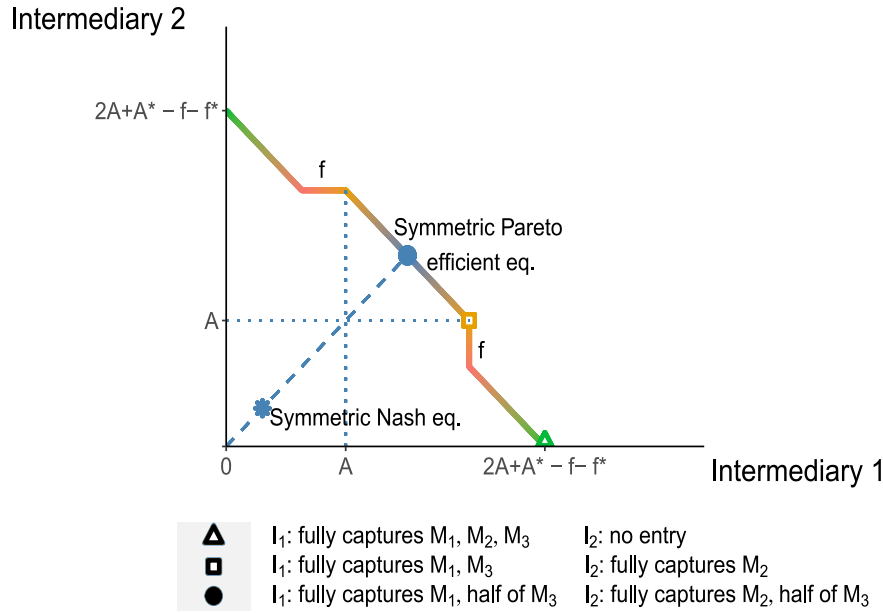 Intermediary 2
2A+A* − f− f*
f
Symmetric Pareto
efficient eq.
A
f
Symmetric Nash eq.
0
A
2A+A* − f− f*
Intermediary 1
I₁: fully captures M₁, M₂, M₃ I₂: no entry
I₁: fully captures M₁, M₃ I₂: fully captures M₂
I₁: fully captures M₁, half of M₃ I₂: fully captures M₂, half of M₃